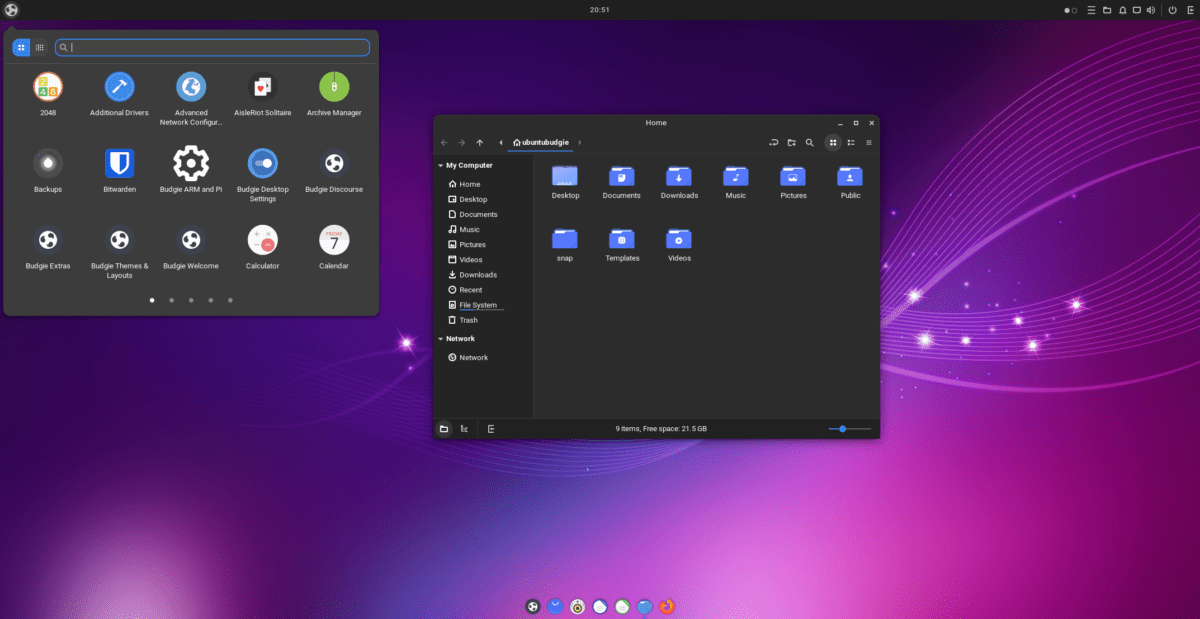 20:51
2048
Additional Drivers
Advanced
Network Configur...
AisleRiot Solitaire
Archive Manager
Backups
Bitwarden
Budgie ARM and Pi
Budgie Desktop
Settings
Budgie Discourse
Budgie Extras
Budgie Themes &
Layouts
Budgie Welcome
Calculator
FRIDAY
7
Calendar
Home
ubuntubudgie
My Computer
Home
Desktop
Documents
Music
Pictures
Videos
Downloads
Recent
File System
Trash
Network
Network
Desktop
Documents
Downloads
Music
Pictures
Public
snap
Templates
Videos
9 items, Free space: 21.5 GB